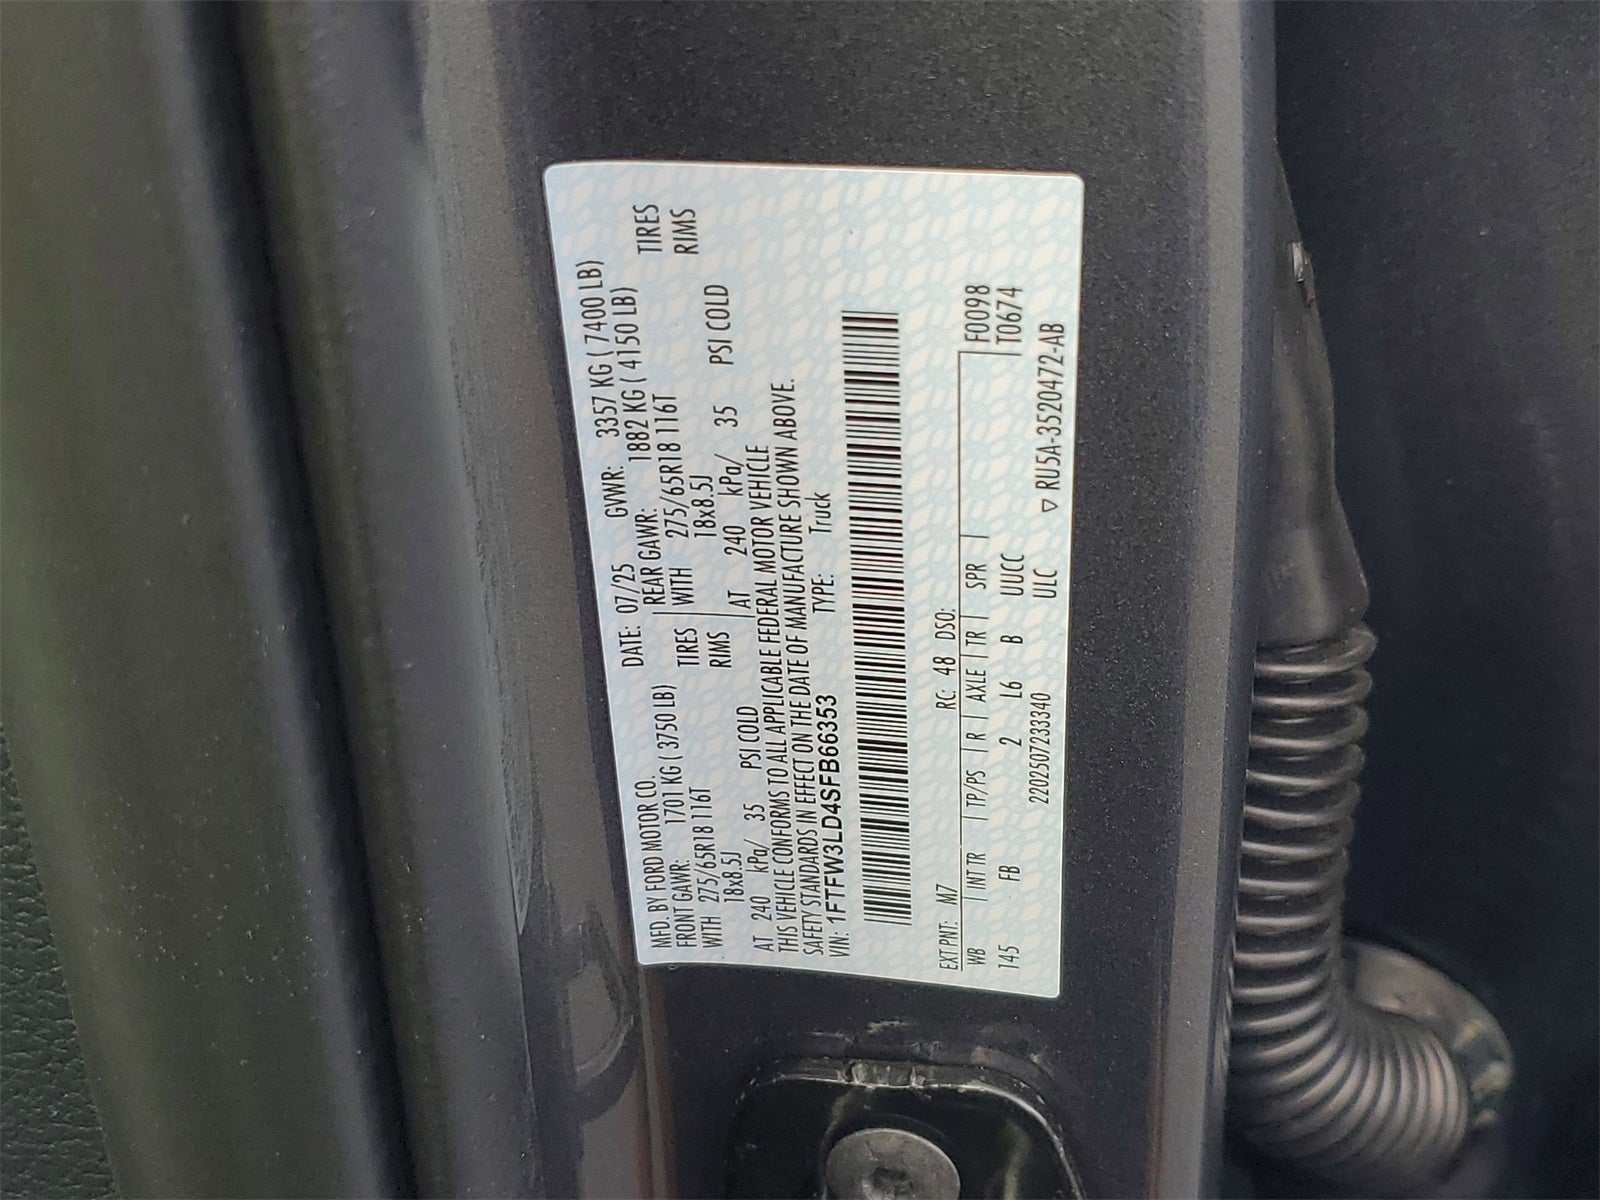 MFD. BY FORD MOTOR CO. DATE: 07/25 GVWR: 3357 KG ( 7400 LB)
FRONT GAWR: 1701 KG ( 3750 LB) REAR GAWR: 1882 KG ( 4150 LB)
WITH 275/65R18 116T TIRES WITH 275/65R18 116T TIRES
18x8.5J RIMS 18x8.5J RIMS
AT 240 kPa/ 35 PSI COLD AT 240 kPa/ 35 PSI COLD
THIS VEHICLE CONFORMS TO ALL APPLICABLE FEDERAL MOTOR VEHICLE
SAFETY STANDARDS IN EFFECT ON THE DATE OF MANUFACTURE SHOWN ABOVE.
VIN: 1FTFW3LD4SFB66353 TYPE: Truck
EXT PNT: M7 RC: 48 DSO:
WB INT TR TP/PS R AXLE TR SPR F0098
145 FB 2 L6 B UUCC T0674
2202507233340 ULC ▽ RU5A-3520472-AB